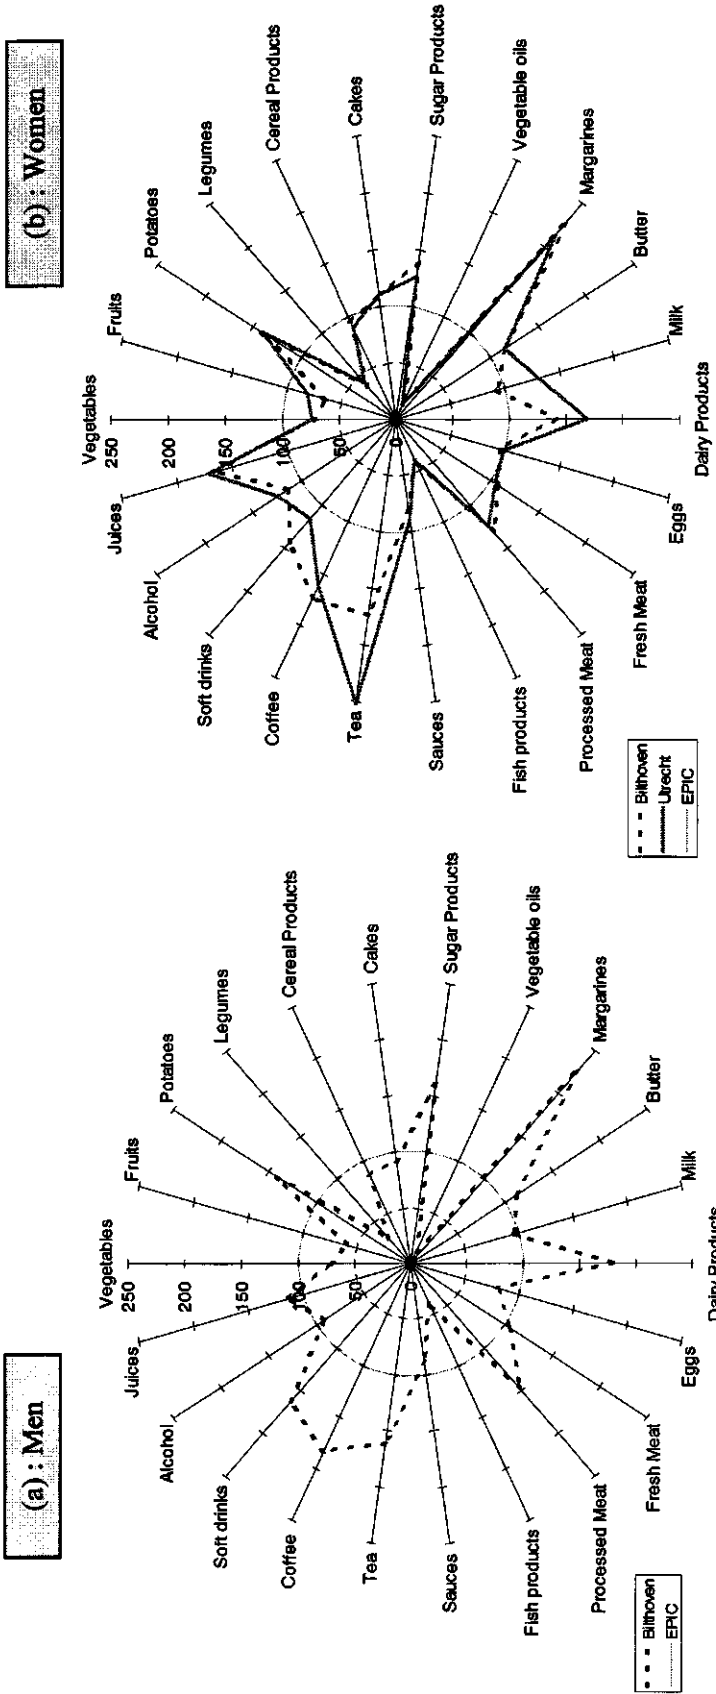 (a) : Men
Vegetables
Fruits
Potatoes
Legumes
Cereal Products
Cakes
Sugar Products
Vegetable oils
Margarines
Butter
Milk
Dairy Products
Eggs
Fresh Meat
Processed Meat
Fish products
Sauces
Tea
Coffee
Soft drinks
Alcohol
Juices
250
200
150
100
50
0
Bilthoven
EPIC
(b) : Women
Vegetables
Fruits
Potatoes
Legumes
Cereal Products
Cakes
Sugar Products
Vegetable oils
Margarines
Butter
Milk
Dairy Products
Eggs
Fresh Meat
Processed Meat
Fish products
Sauces
Tea
Coffee
Soft drinks
Alcohol
Juices
250
200
150
100
50
0
Bilthoven
Utrecht
EPIC